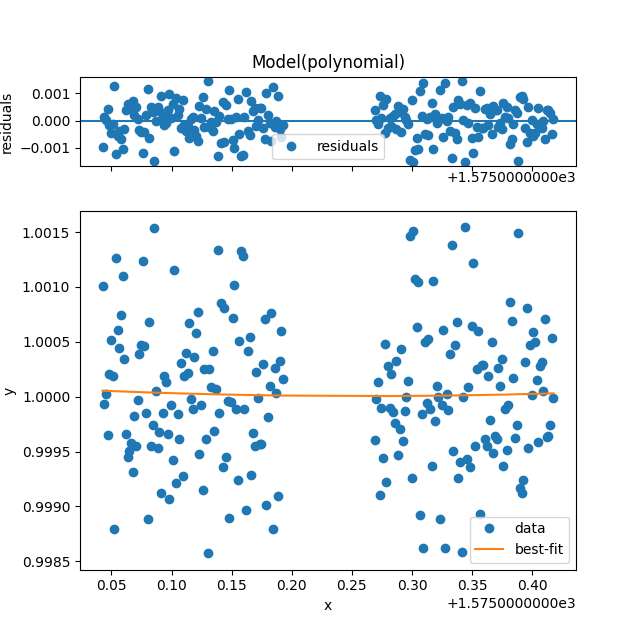 Model(polynomial)
residuals
0.001
0.000
−0.001
residuals
+1.5750000000e3
y
1.0015
1.0010
1.0005
1.0000
0.9995
0.9990
0.9985
data
best-fit
0.05 0.10 0.15 0.20 0.25 0.30 0.35 0.40
x
+1.5750000000e3